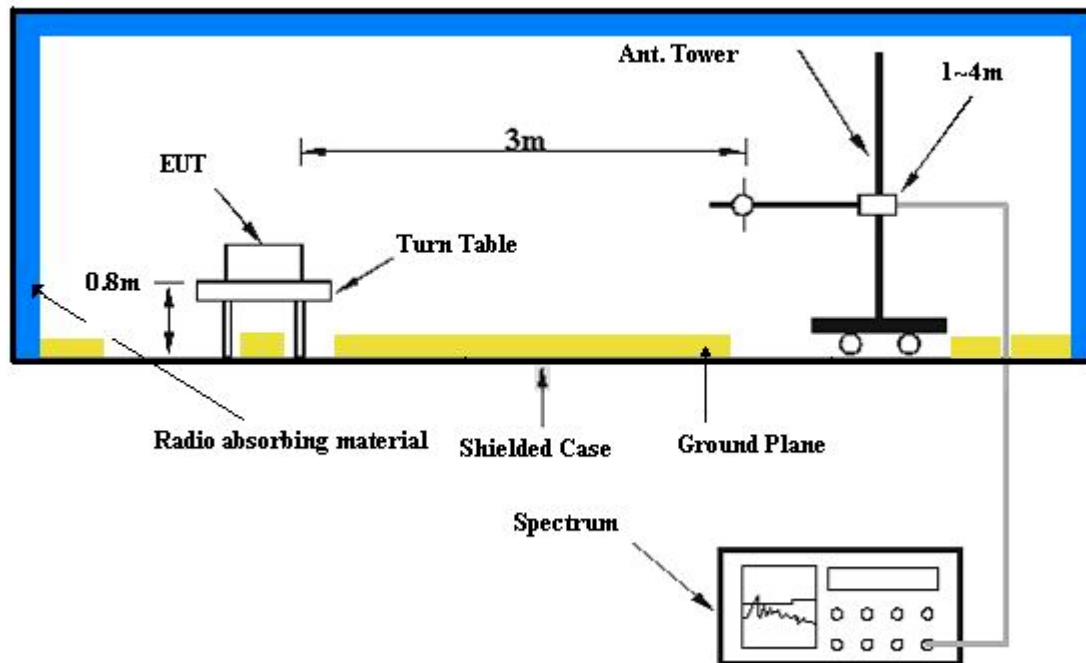 Ant. Tower
1~4m
3m
EUT
Turn Table
0.8m
Radio absorbing material
Shielded Case
Ground Plane
Spectrum